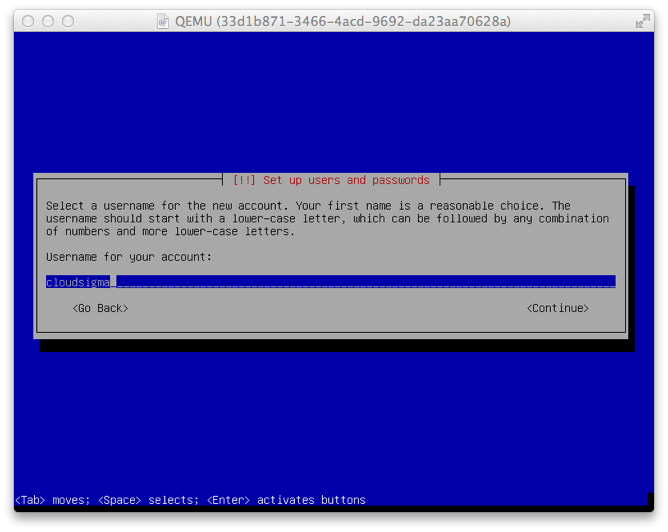 QEMU (33d1b871-3466-4acd-9692-da23aa70628a)
[!!] Set up users and passwords
Select a username for the new account. Your first name is a reasonable choice. The
username should start with a lower-case letter, which can be followed by any combination
of numbers and more lower-case letters.
Username for your account:
cloudsigma
<Go Back> <Continue>
<Tab> moves; <Space> selects; <Enter> activates buttons